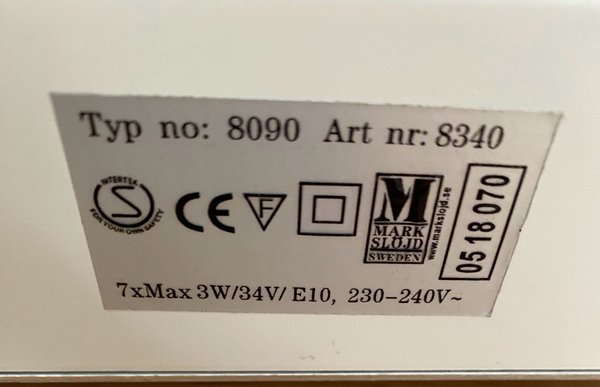 Typ no: 8090 Art nr: 8340
INTERTEK
S
FOR YOUR OWN SAFETY
CE
F
M
MARK
SLÖJD
SWEDEN
www.markslojd.se
0518070
7xMax 3W/34V/ E10, 230-240V~